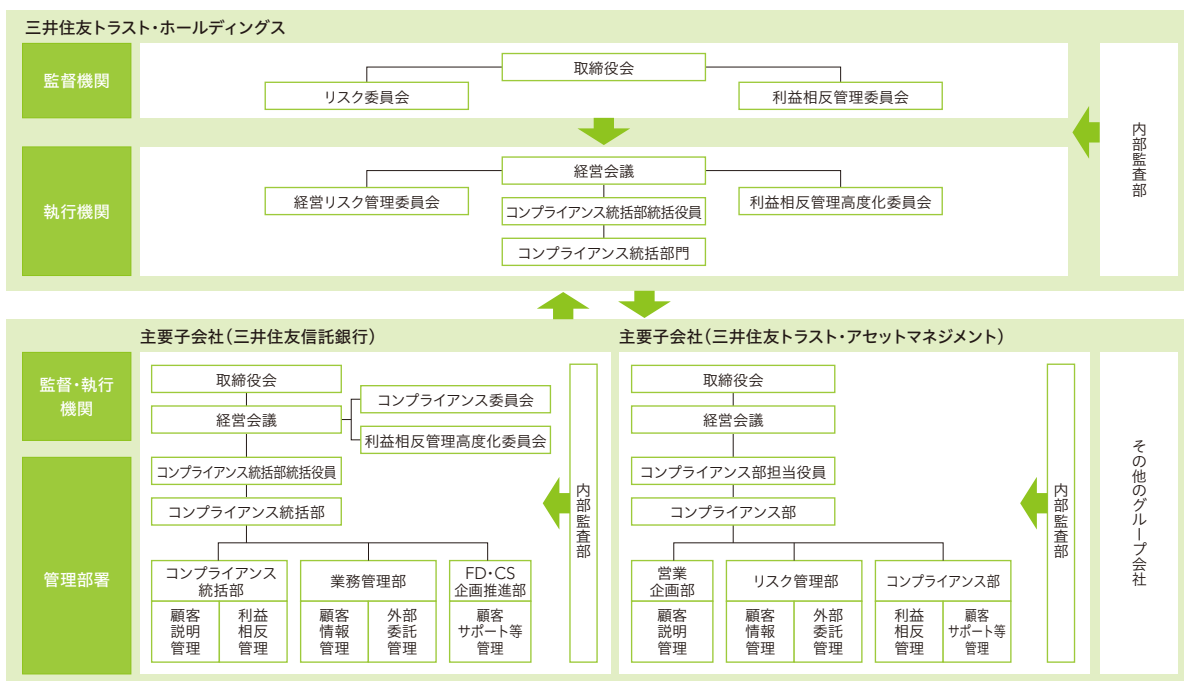 三井住友トラスト・ホールディングス
監督機関
取締役会
リスク委員会
利益相反管理委員会
内部監査部
執行機関
経営会議
経営リスク管理委員会
コンプライアンス統括部統括役員
利益相反管理高度化委員会
コンプライアンス統括部門
主要子会社(三井住友信託銀行)
主要子会社(三井住友トラスト・アセットマネジメント)
監督・執行
機関
取締役会
経営会議
コンプライアンス委員会
利益相反管理高度化委員会
管理部署
コンプライアンス統括部統括役員
コンプライアンス統括部
コンプライアンス
統括部
顧客
説明
管理
利益
相反
管理
業務管理部
顧客
情報
管理
外部
委託
管理
FD・CS
企画推進部
顧客
サポート等
管理
内部監査部
取締役会
経営会議
コンプライアンス部担当役員
コンプライアンス部
営業
企画部
顧客
説明
管理
リスク管理部
顧客
情報
管理
外部
委託
管理
コンプライアンス部
利益
相反
管理
顧客
サポート等
管理
内部監査部
その他のグループ会社